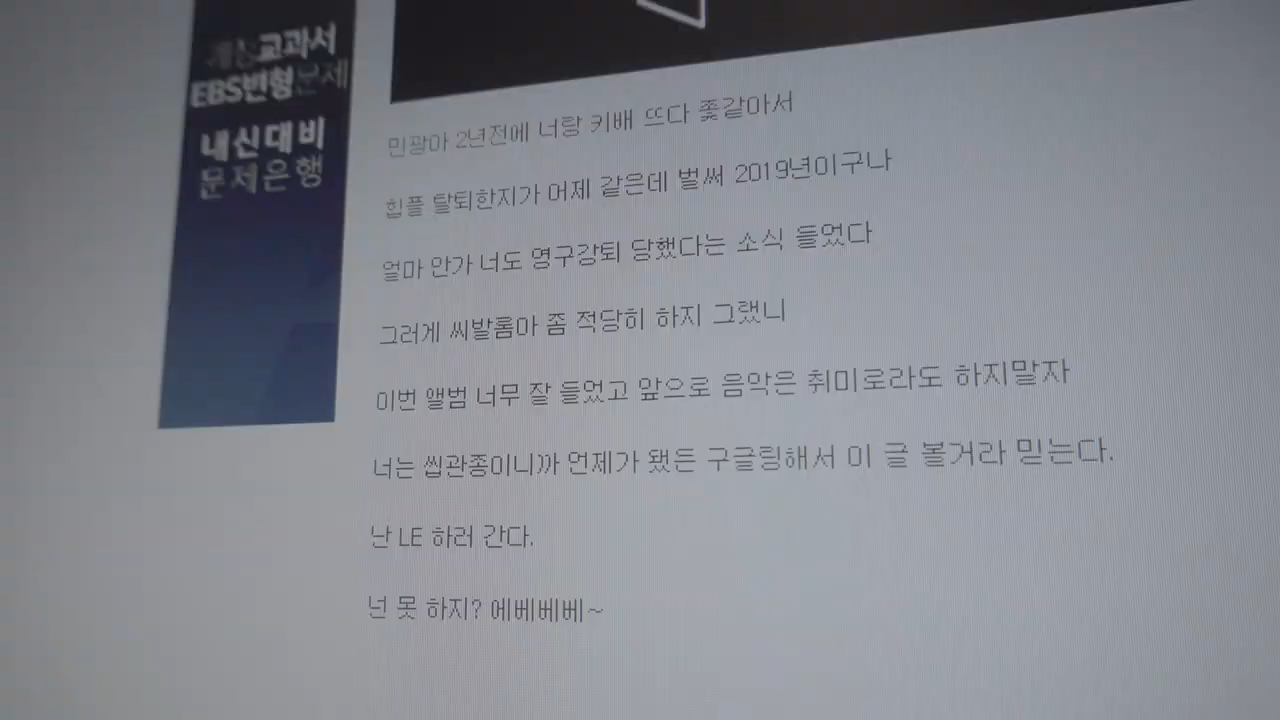 교과서
EBS변형문제
내신대비
문제은행
민광아 2년전에 너랑 키배 뜨다 좇같아서
힙플 탈퇴한지가 어제 같은데 벌써 2019년이구나
얼마 안가 너도 영구강퇴 당했다는 소식 들었다
그러게 씨발롬아 좀 적당히 하지 그랬니
이번 앨범 너무 잘 들었고 앞으로 음악은 취미로라도 하지말자
너는 씹관종이니까 언제가 됐든 구글링해서 이 글 볼거라 믿는다.
난 LE 하러 간다.
넌 못 하지? 에베베베~